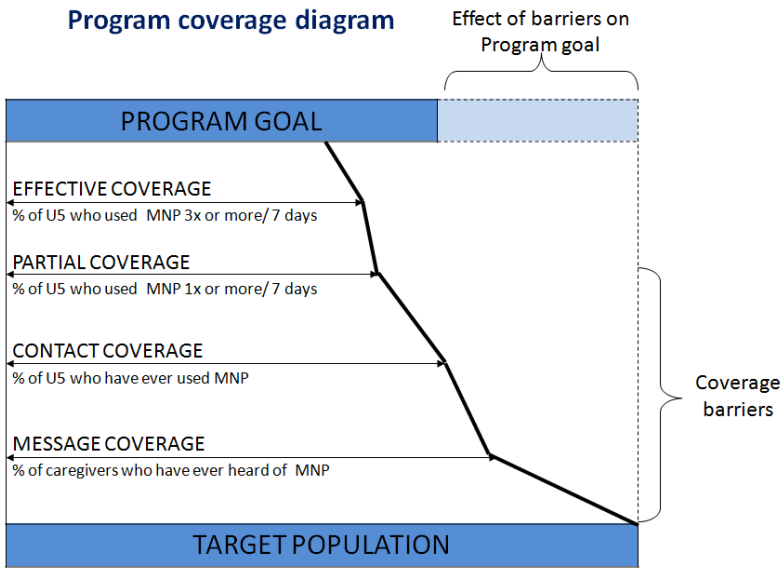 Program coverage diagram
Effect of barriers on
Program goal
PROGRAM GOAL
EFFECTIVE COVERAGE
% of U5 who used MNP 3x or more/ 7 days
PARTIAL COVERAGE
% of U5 who used MNP 1x or more/ 7 days
CONTACT COVERAGE
% of U5 who have ever used MNP
Coverage
barriers
MESSAGE COVERAGE
% of caregivers who have ever heard of MNP
TARGET POPULATION